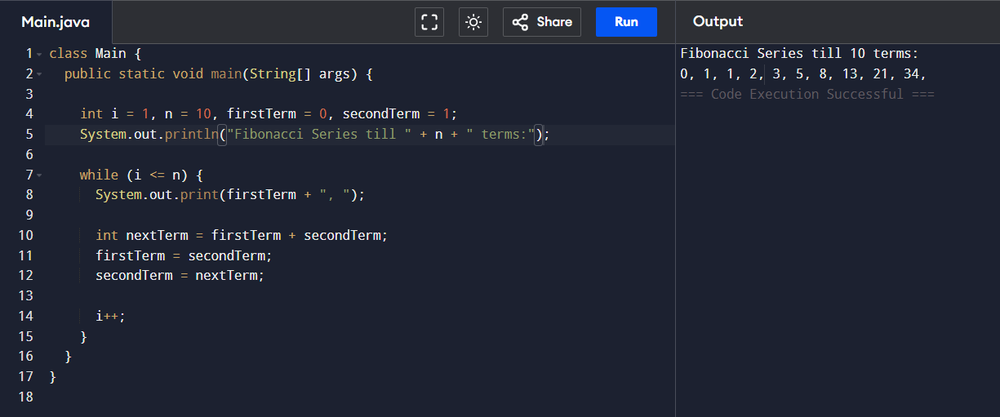 Main.java
Share
Run
Output
1 class Main {
2   public static void main(String[] args) {
3
4     int i = 1, n = 10, firstTerm = 0, secondTerm = 1;
5     System.out.println("Fibonacci Series till " + n + " terms:");
6
7     while (i <= n) {
8       System.out.print(firstTerm + ", ");
9
10       int nextTerm = firstTerm + secondTerm;
11       firstTerm = secondTerm;
12       secondTerm = nextTerm;
13
14       i++;
15     }
16   }
17 }
18
Fibonacci Series till 10 terms:
0, 1, 1, 2, 3, 5, 8, 13, 21, 34,
=== Code Execution Successful ===